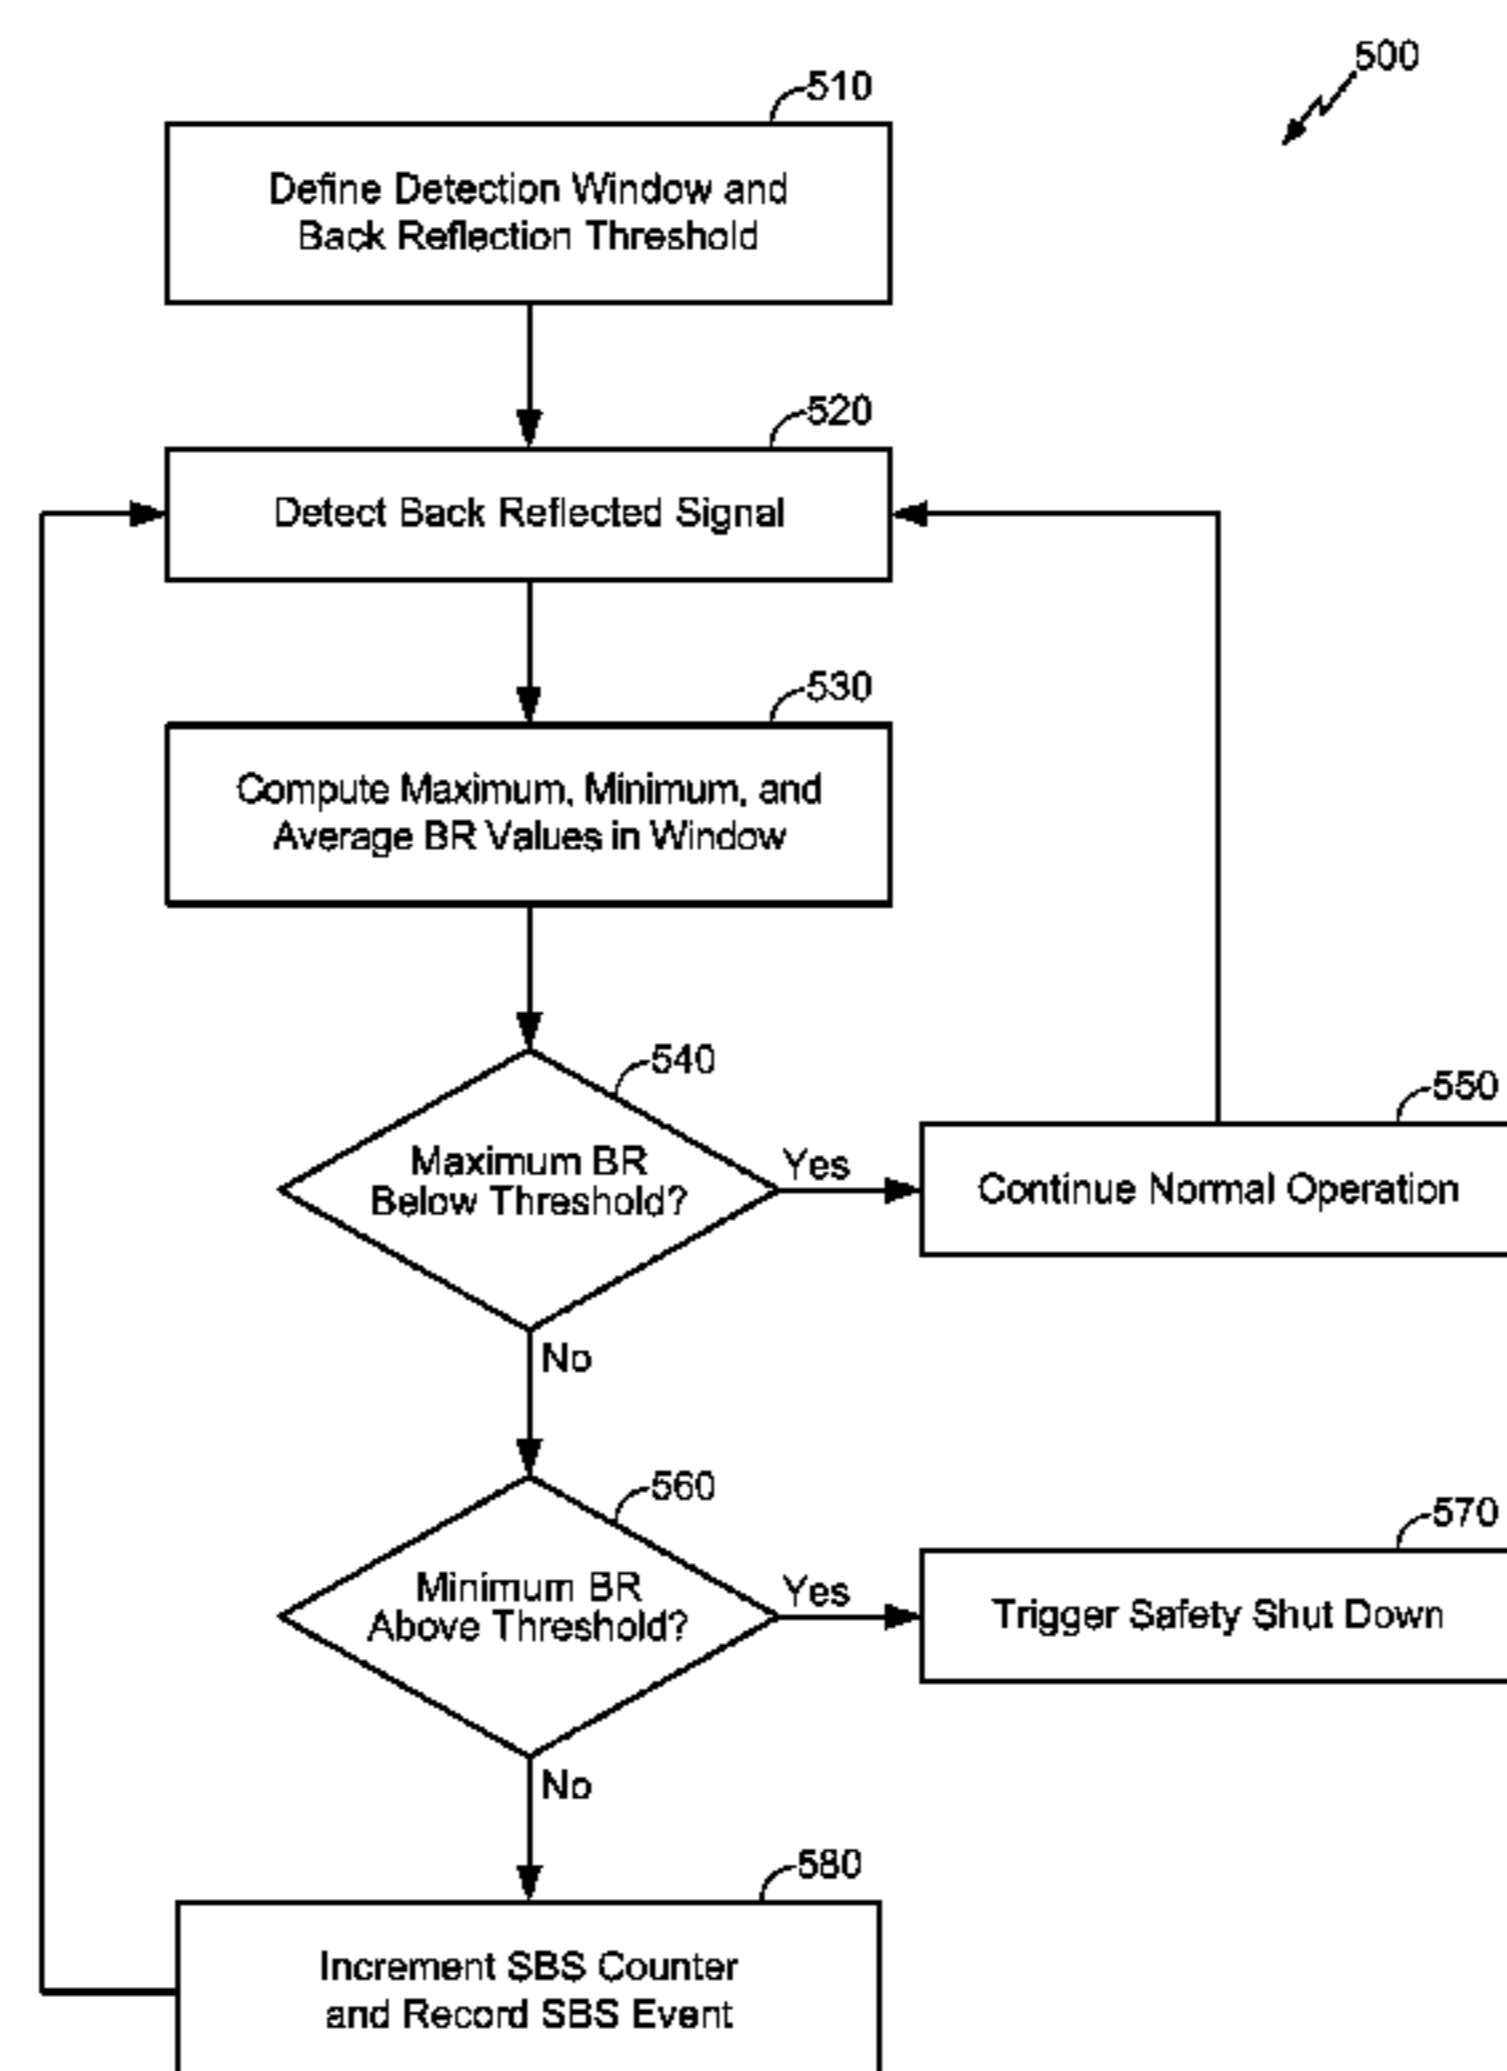 500
510
Define Detection Window and
Back Reflection Threshold
520
Detect Back Reflected Signal
530
Compute Maximum, Minimum, and
Average BR Values in Window
540
Maximum BR
Below Threshold?
Yes
550
Continue Normal Operation
No
560
Minimum BR
Above Threshold?
Yes
570
Trigger Safety Shut Down
No
580
Increment SBS Counter
and Record SBS Event